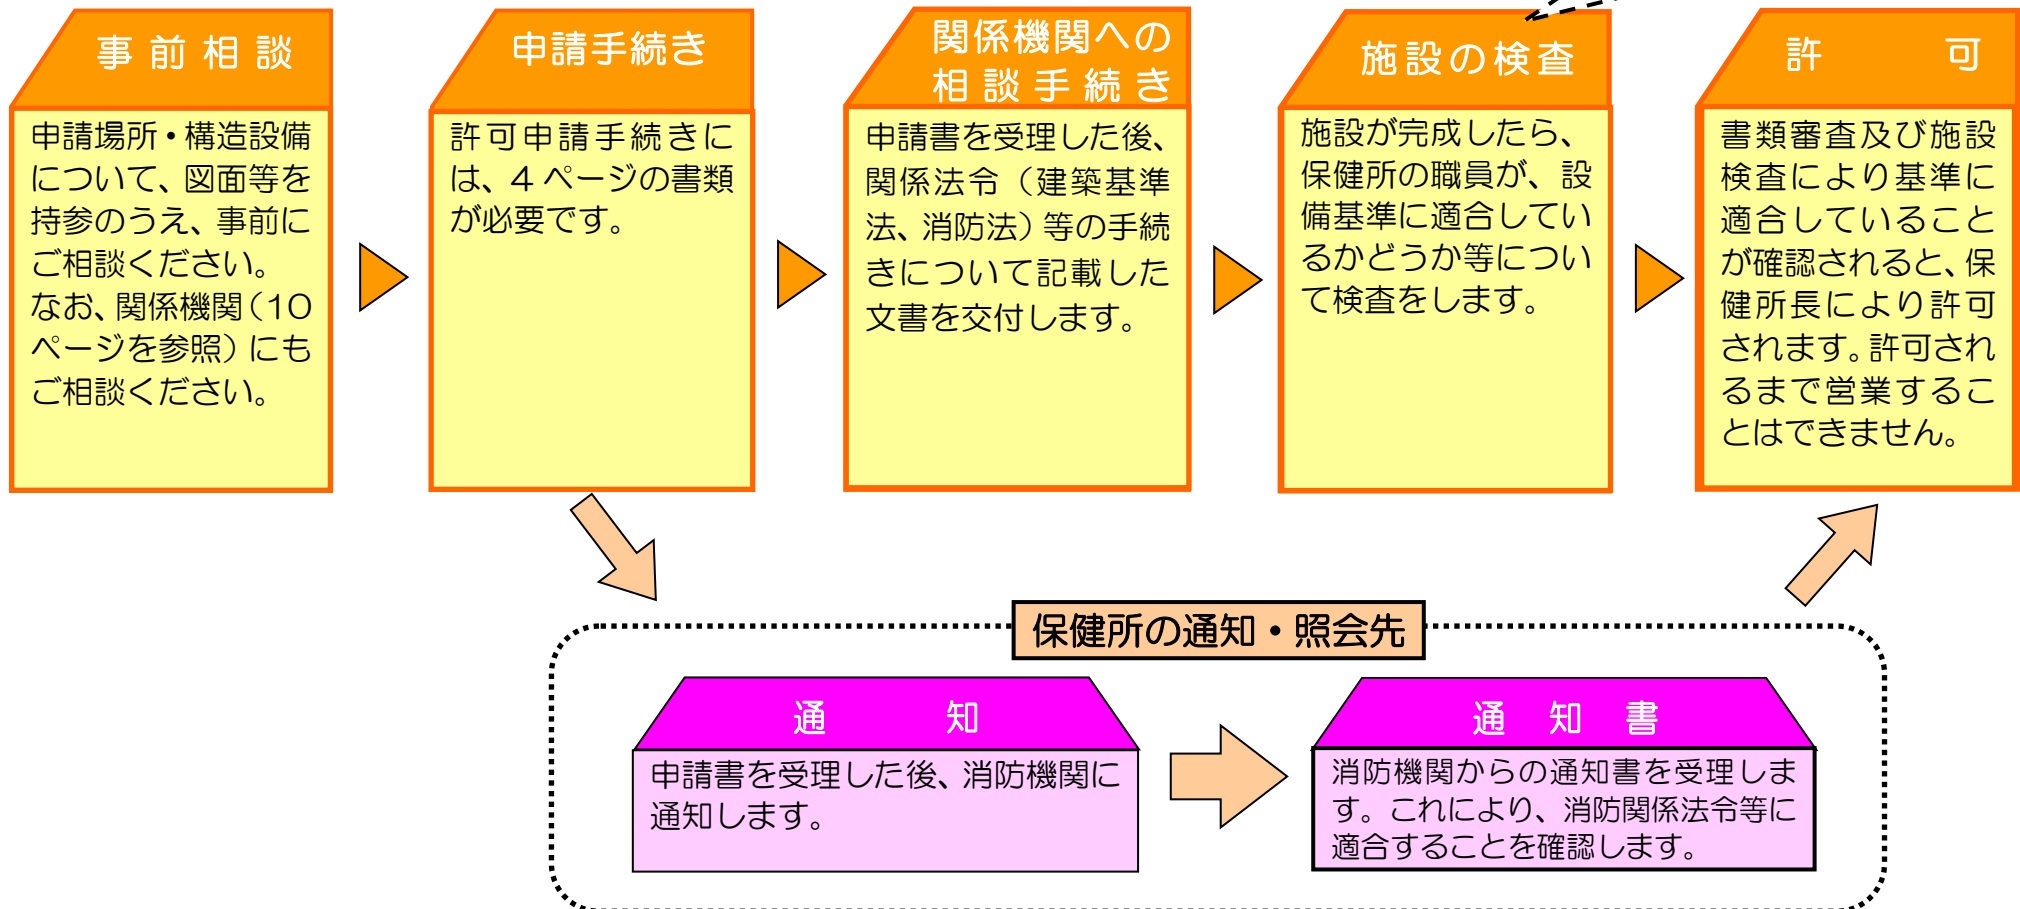 事前相談
申請場所・構造設備
について、図面等を
持参のうえ、事前に
ご相談ください。
なお、関係機関（10
ページを参照）にも
ご相談ください。
申請手続き
許可申請手続きに
は、4ページの書類
が必要です。
関係機関への
相談手続き
申請書を受理した後、
関係法令（建築基準
法、消防法）等の手続
きについて記載した
文書を交付します。
施設の検査
施設が完成したら、
保健所の職員が、設
備基準に適合してい
るかどうか等につい
て検査をします。
許可
書類審査及び施設
検査により基準に
適合していること
が確認されると、保
健所長により許可
されます。許可され
るまで営業するこ
とはできません。
保健所の通知・照会先
通知
申請書を受理した後、消防機関に
通知します。
通知書
消防機関からの通知書を受理しま
す。これにより、消防関係法令等に
適合することを確認します。